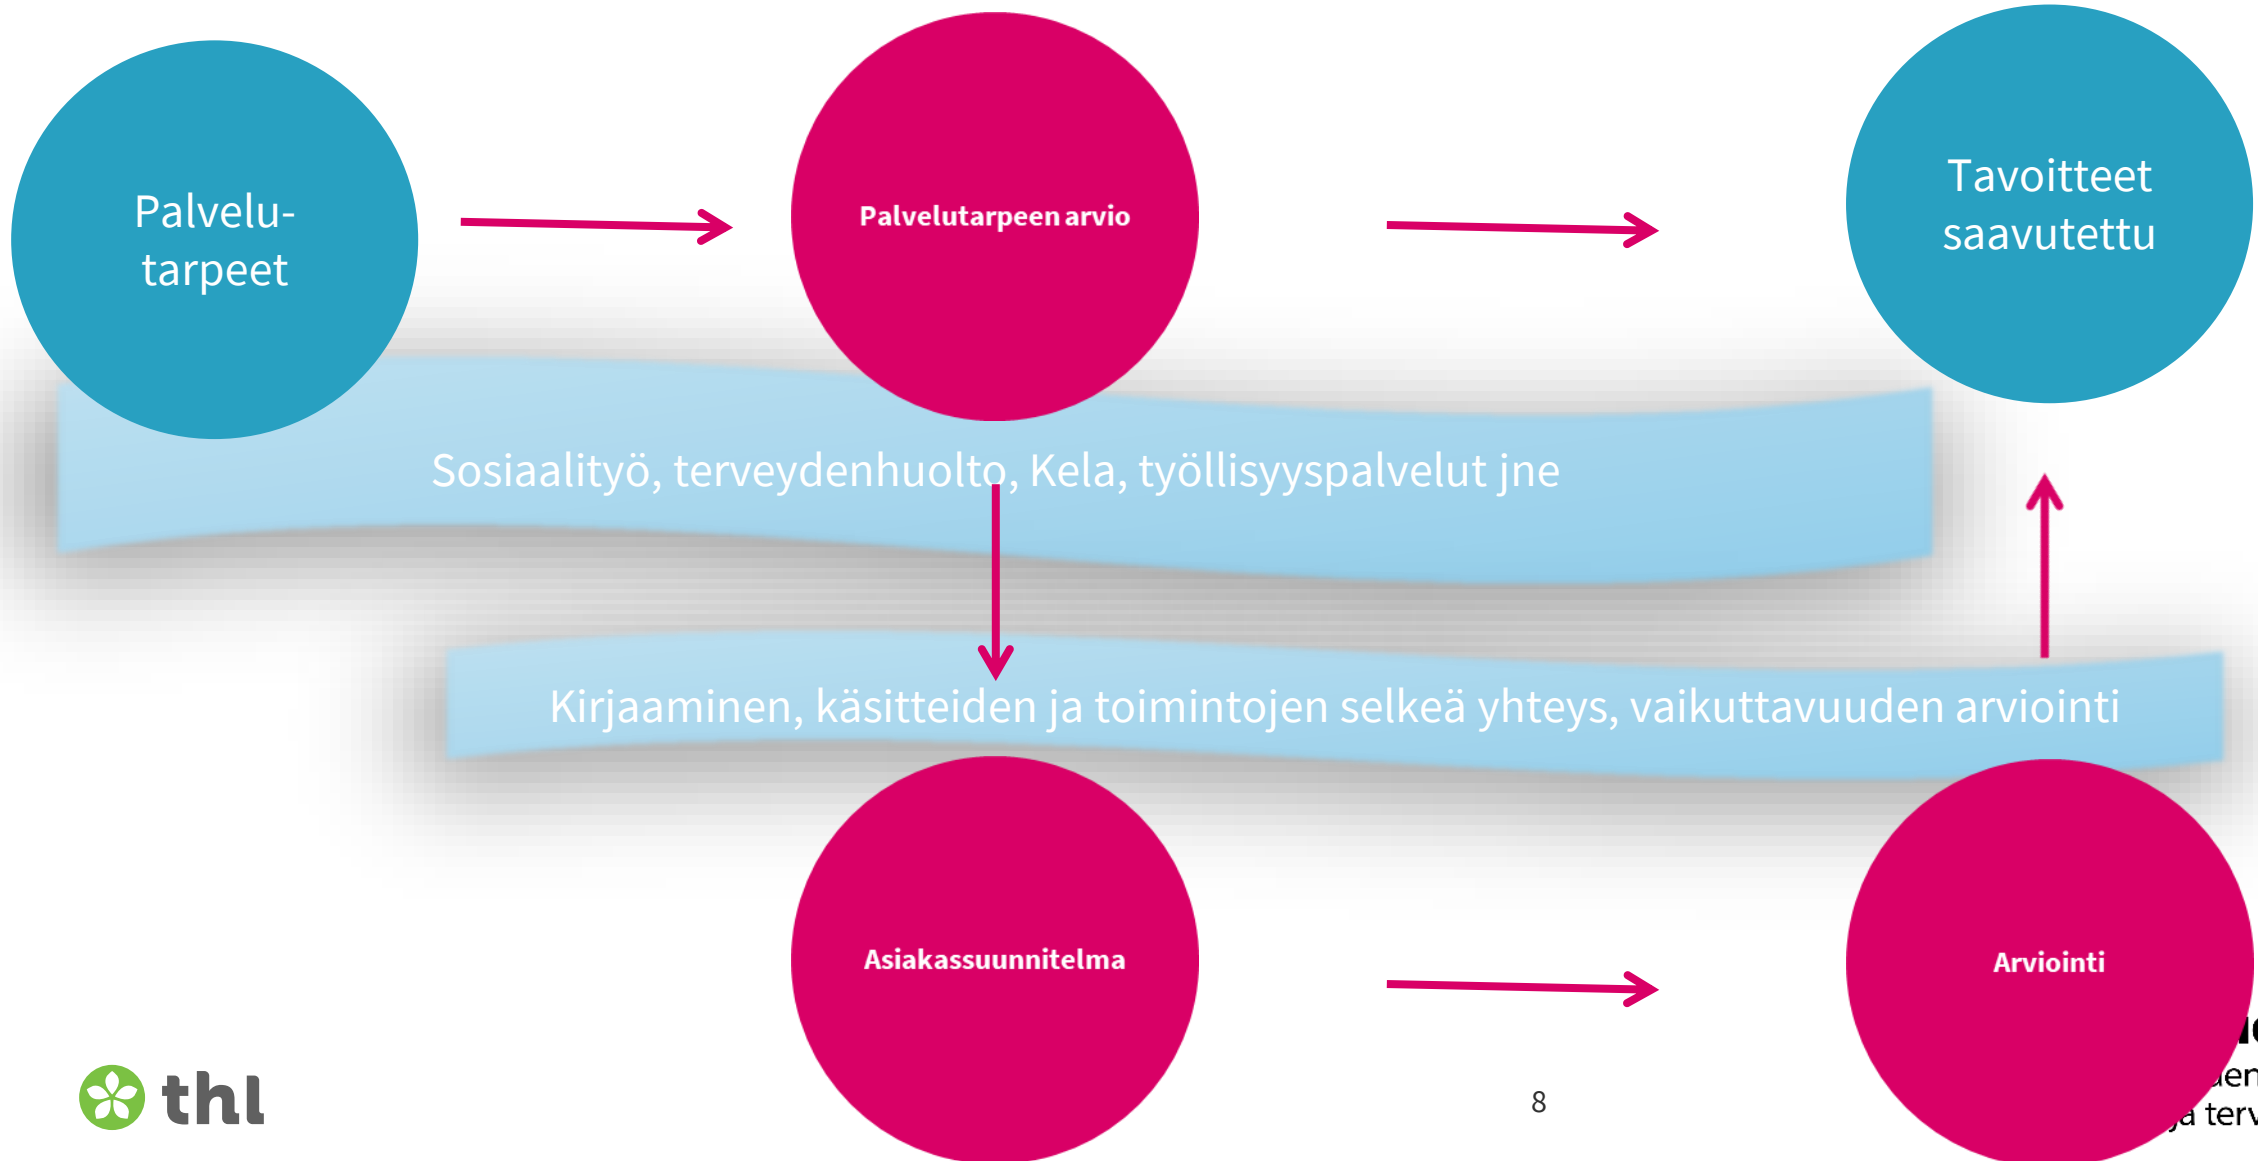 Palvelu-
tarpeet
Palvelutarpeen arvio
Tavoitteet
saavutettu
Sosiaalityö, terveydenhuolto, Kela, työllisyyspalvelut jne
Kirjaaminen, käsitteiden ja toimintojen selkeä yhteys, vaikuttavuuden arviointi
Asiakassuunnitelma
Arviointi
thl
8